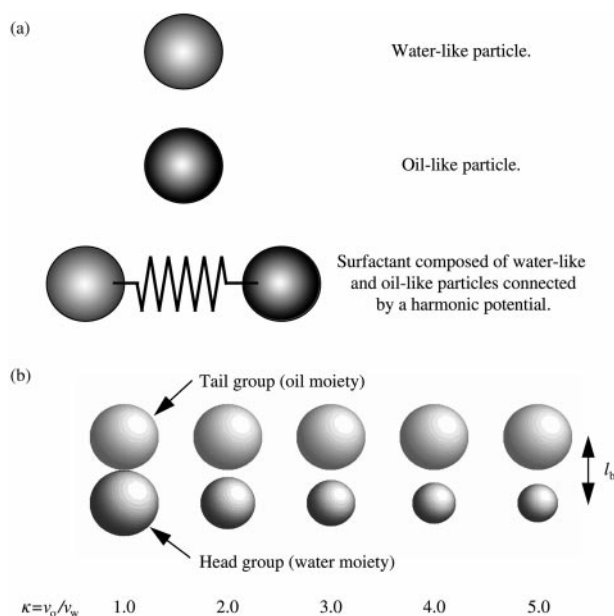 (a)
Water-like particle.
Oil-like particle.
Surfactant composed of water-like
and oil-like particles connected
by a harmonic potential.
(b)
Tail group (oil moiety)
l_b
Head group (water moiety)
κ=v_o/v_w 1.0 2.0 3.0 4.0 5.0